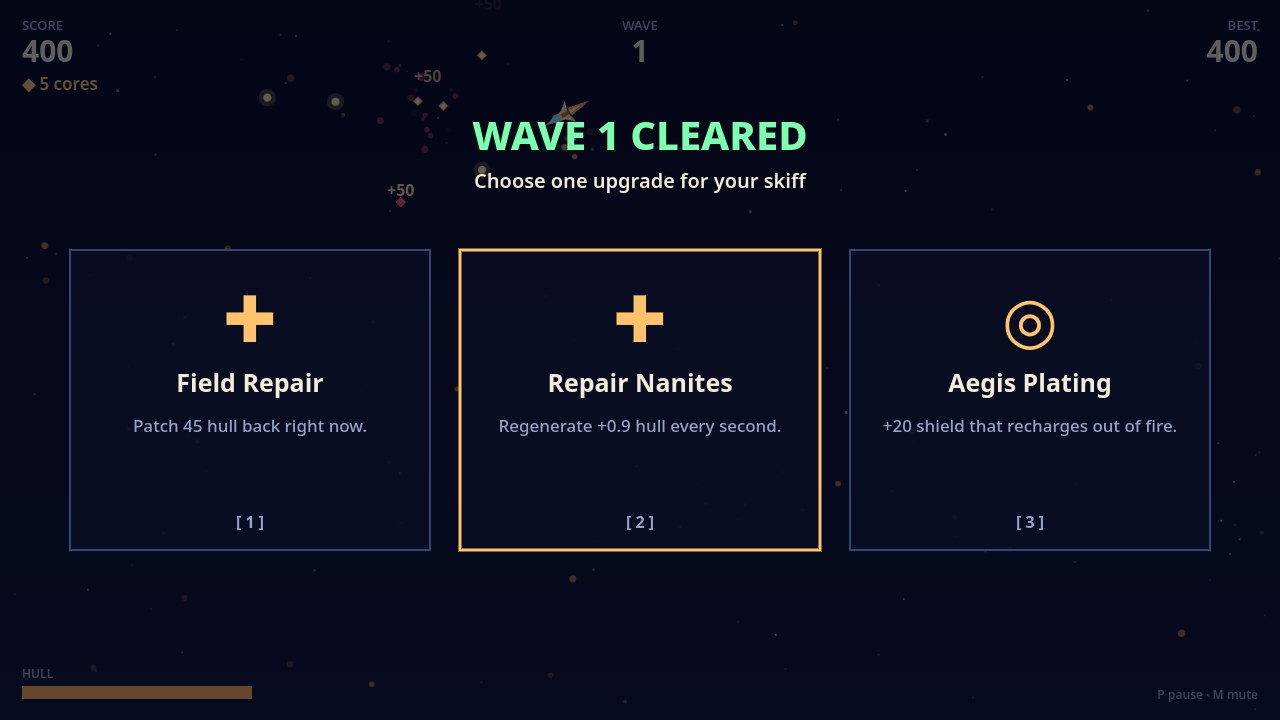 +50
SCORE
WAVE
BEST
400
1
400
◆ 5 cores
+50
WAVE 1 CLEARED
Choose one upgrade for your skiff
+50
Field Repair
Patch 45 hull back right now.
[ 1 ]
Repair Nanites
Regenerate +0.9 hull every second.
[ 2 ]
Aegis Plating
+20 shield that recharges out of fire.
[ 3 ]
HULL
P pause · M mute